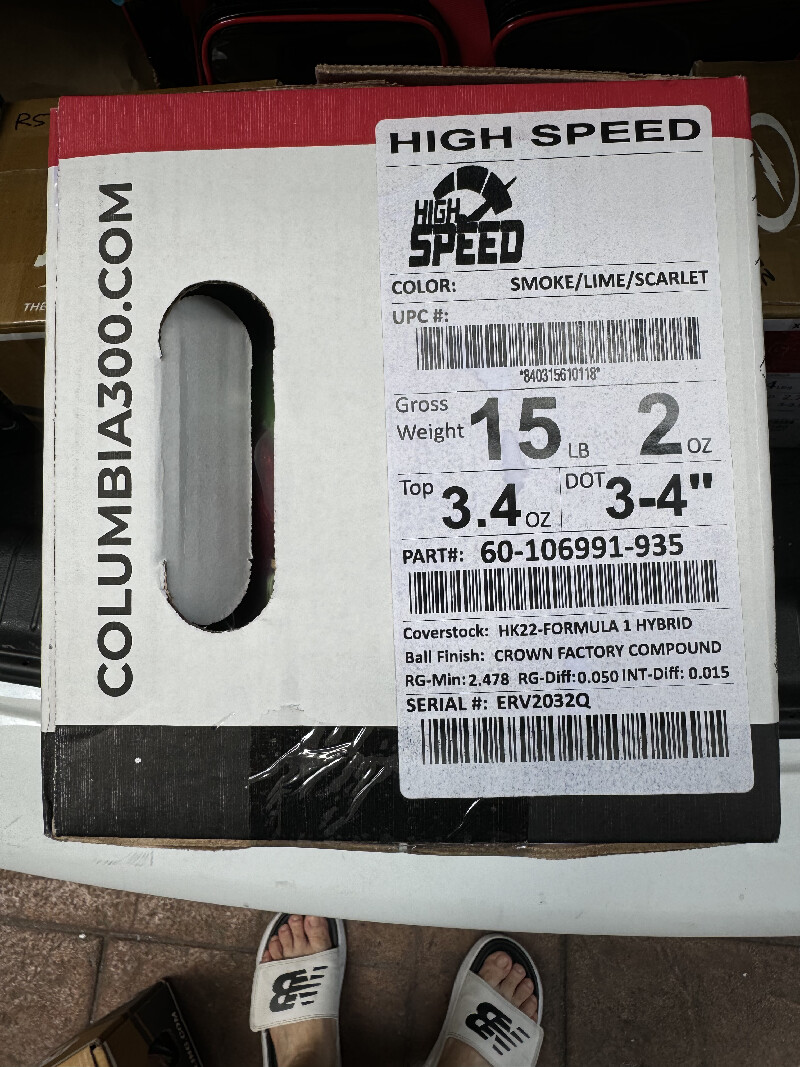 RS
THE
COLUMBIA300.COM
HIGH SPEED
HIGH
SPEED
COLOR: SMOKE/LIME/SCARLET
UPC #:
*840315610118*
Gross Weight 15 LB 2 OZ
Top 3.4 OZ DOT 3-4"
PART#: 60-106991-935
Coverstock: HK22-FORMULA 1 HYBRID
Ball Finish: CROWN FACTORY COMPOUND
RG-Min: 2.478 RG-Diff: 0.050 INT-Diff: 0.015
SERIAL #: ERV2032Q